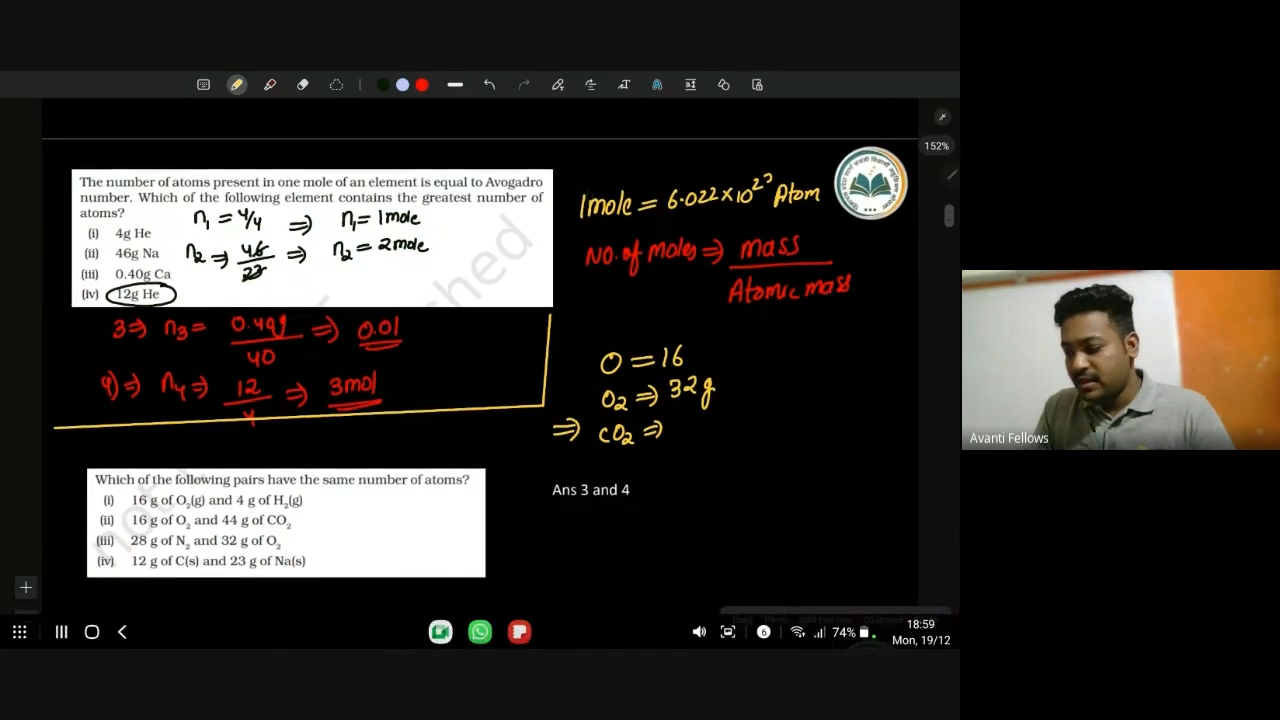 152%
The number of atoms present in one mole of an element is equal to Avogadro
number. Which of the following element contains the greatest number of
atoms?
(i) 4g He
(ii) 46g Na
(iii) 0.40g Ca
(iv) 12g He
n₁ = 4/4 ⇒ n₁ = 1mole
n₂ ⇒ 46/23 ⇒ n₂ = 2mole
3 ⇒ n₃ = 0.40g/40 ⇒ 0.01
4) ⇒ n₄ ⇒ 12/4 ⇒ 3mol
1mole = 6.022×10²³ Atom
No. of moles ⇒ mass/Atomic mass
O = 16
O₂ ⇒ 32g
⇒ CO₂ ⇒
Ans 3 and 4
Which of the following pairs have the same number of atoms?
(i) 16 g of O₂(g) and 4 g of H₂(g)
(ii) 16 g of O₂ and 44 g of CO₂
(iii) 28 g of N₂ and 32 g of O₂
(iv) 12 g of C(s) and 23 g of Na(s)
Avanti Fellows
6
74%
18:59
Mon, 19/12